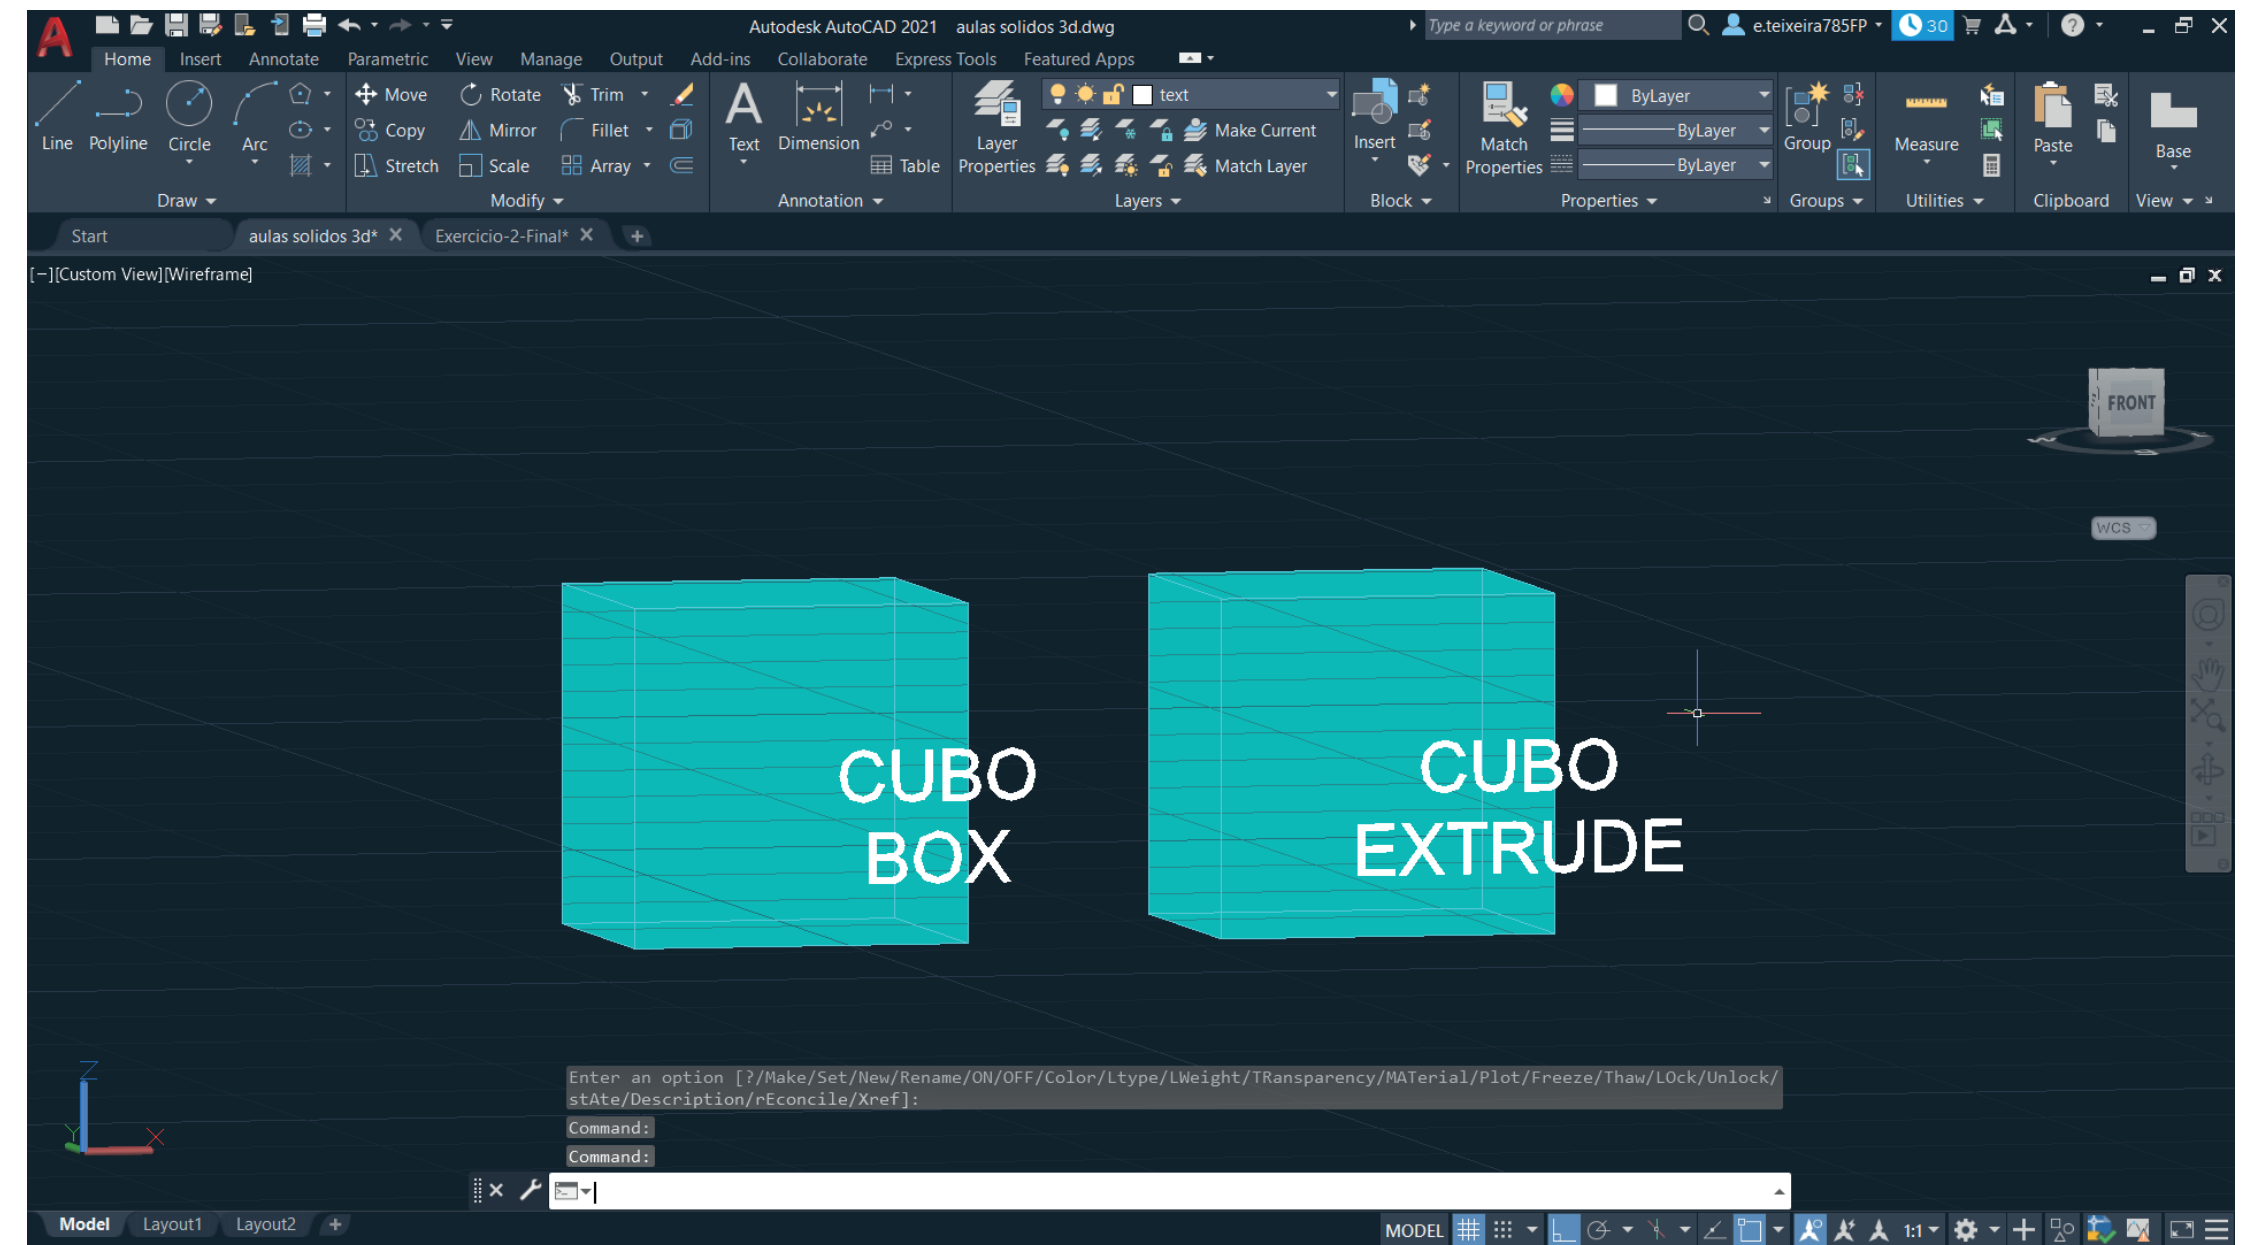 Autodesk AutoCAD 2021 aulas solidos 3d.dwg Type a keyword or phrase e.teixeira785FP 30
Home Insert Annotate Parametric View Manage Output Add-ins Collaborate Express Tools Featured Apps
Line Polyline Circle Arc
Move Rotate Trim
Copy Mirror Fillet
Stretch Scale Array
Text Dimension
Table
Layer Properties
text
Make Current
Match Layer
Insert
Match Properties
ByLayer
ByLayer
ByLayer
Group
Measure
Paste
Base
Draw Modify Annotation Layers Block Properties Groups Utilities Clipboard View
Start aulas solidos 3d* Exercicio-2-Final*
[−][Custom View][Wireframe]
FRONT
WCS
CUBO
BOX
CUBO
EXTRUDE
Z
Y
X
Enter an option [?/Make/Set/New/Rename/ON/OFF/Color/Ltype/LWeight/TRansparency/MATerial/Plot/Freeze/Thaw/LOck/Unlock/
stAte/Description/rEconcile/Xref]:
Command:
Command:
Model Layout1 Layout2
MODEL 1:1